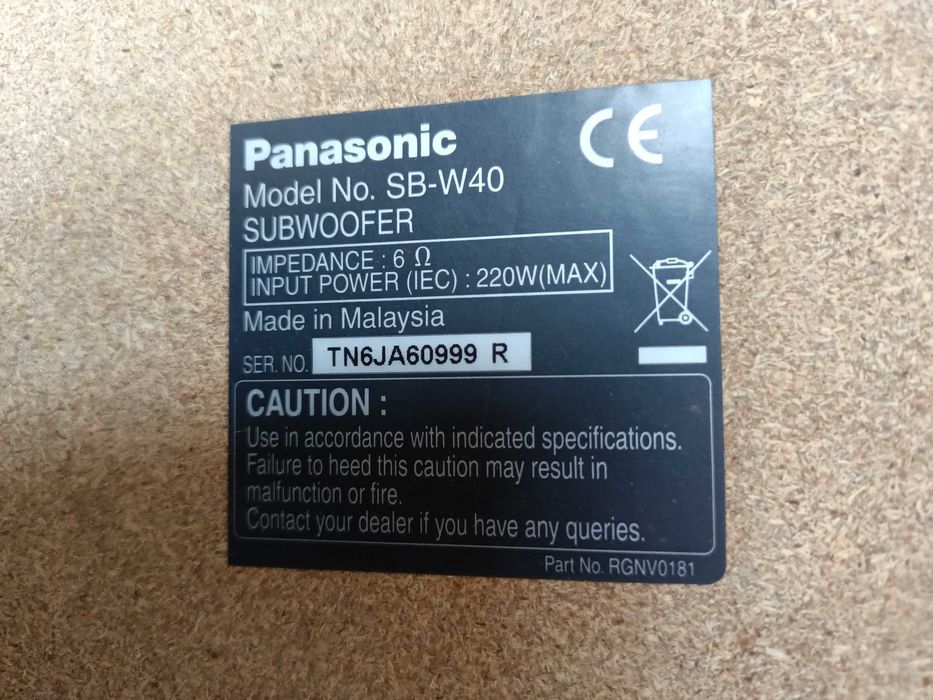 Panasonic
CE
Model No. SB-W40
SUBWOOFER
IMPEDANCE : 6 Ω
INPUT POWER (IEC) : 220W(MAX)
Made in Malaysia
SER. NO. TN6JA60999 R
CAUTION :
Use in accordance with indicated specifications.
Failure to heed this caution may result in
malfunction or fire.
Contact your dealer if you have any queries.
Part No. RGNV0181